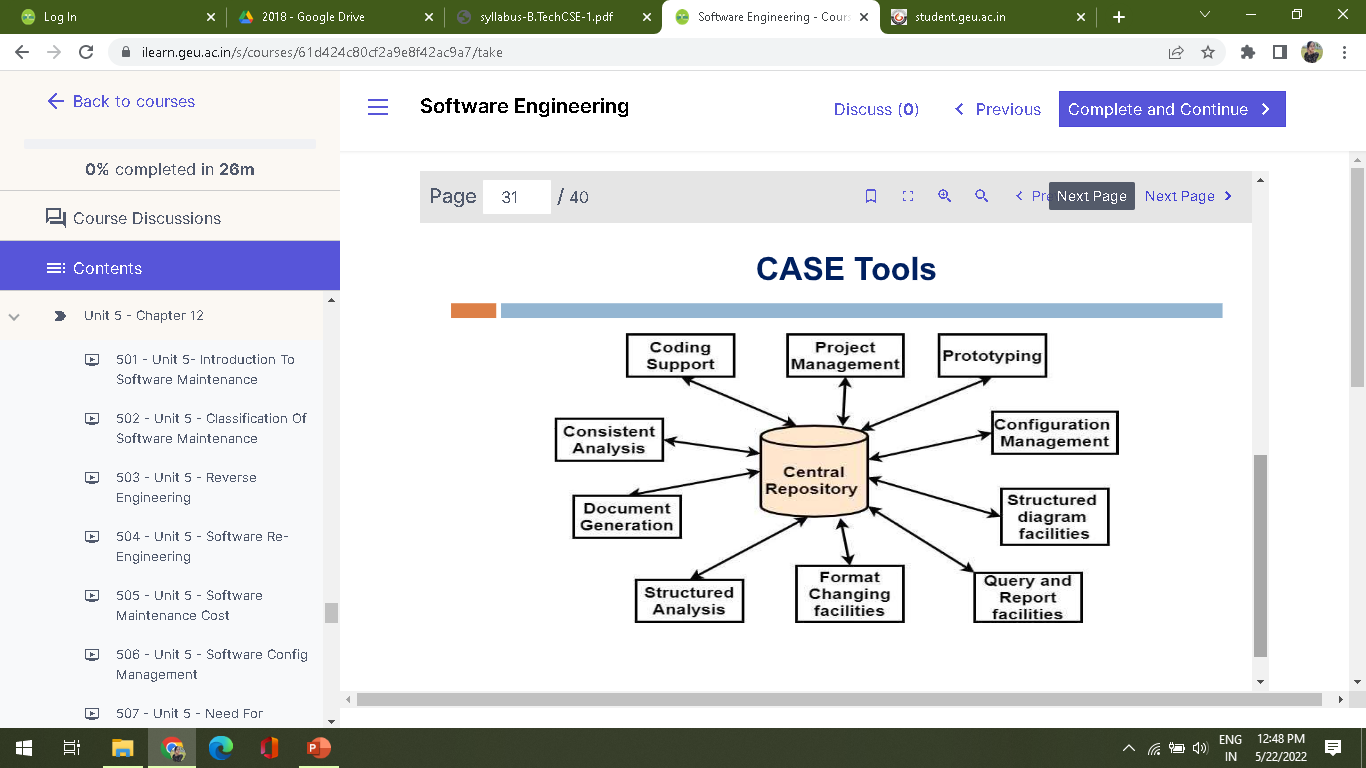 Log In
2018 - Google Drive
syllabus-B.TechCSE-1.pdf
Software Engineering - Cours
student.geu.ac.in
ilearn.geu.ac.in/s/courses/61d424c80cf2a9e8f42ac9a7/take
Back to courses
0% completed in 26m
Course Discussions
Contents
Unit 5 - Chapter 12
501 - Unit 5- Introduction To
Software Maintenance
502 - Unit 5 - Classification Of
Software Maintenance
503 - Unit 5 - Reverse
Engineering
504 - Unit 5 - Software Re-
Engineering
505 - Unit 5 - Software
Maintenance Cost
506 - Unit 5 - Software Config
Management
507 - Unit 5 - Need For
Software Engineering
Discuss (0)
Previous
Complete and Continue
Page 31 / 40
Pre
Next Page
Next Page
CASE Tools
Coding
Support
Project
Management
Prototyping
Consistent
Analysis
Configuration
Management
Central
Repository
Document
Generation
Structured
diagram
facilities
Structured
Analysis
Format
Changing
facilities
Query and
Report
facilities
ENG
IN
12:48 PM
5/22/2022